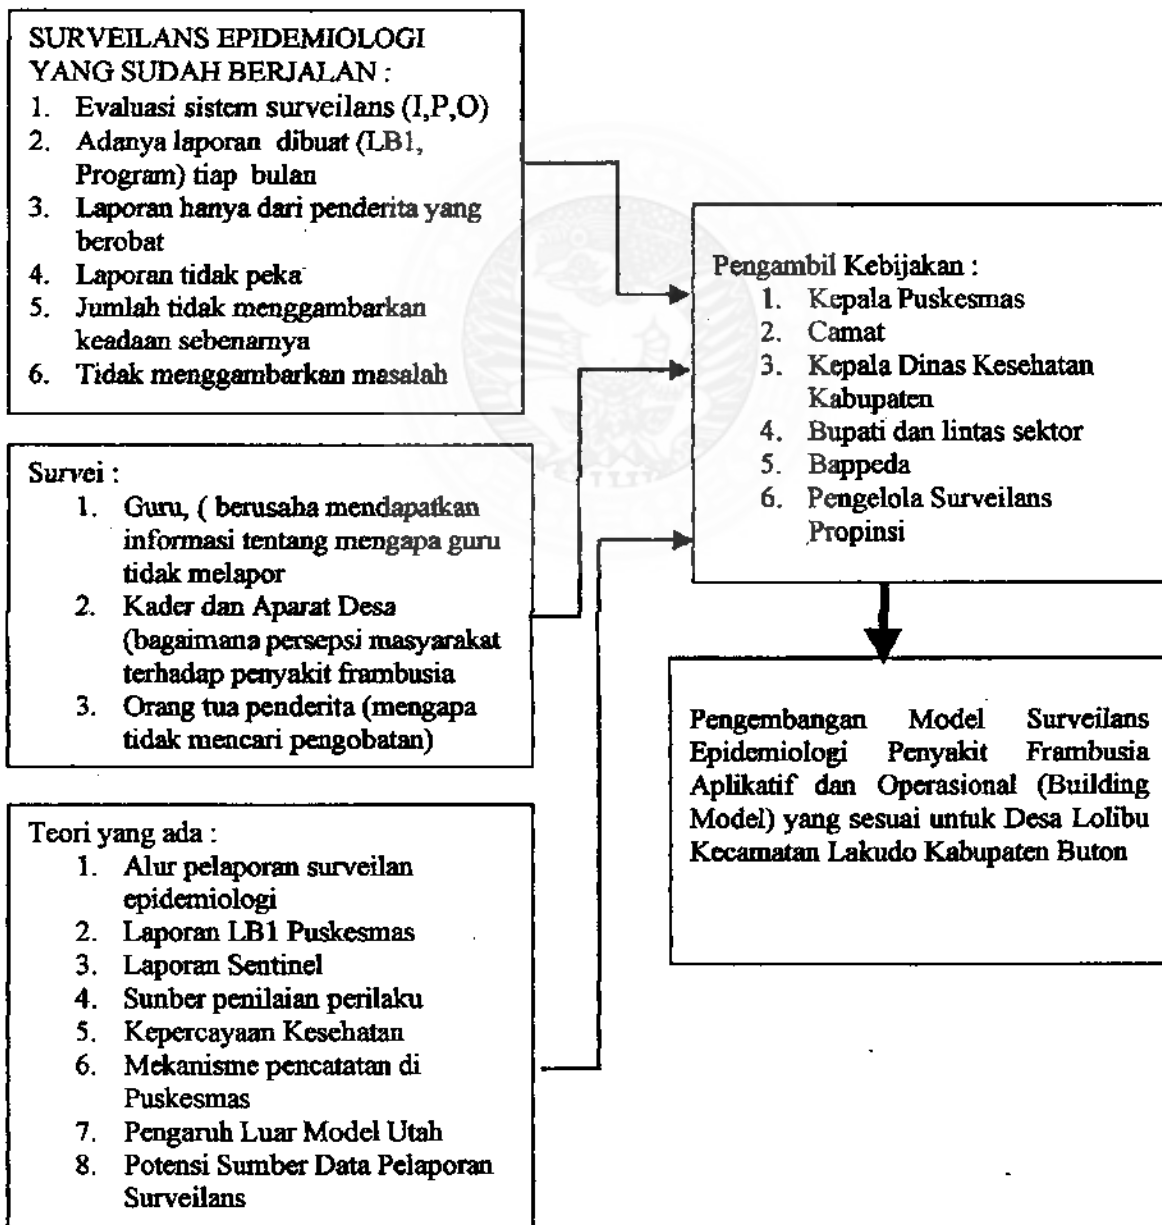 SURVEILANS EPIDEMIOLOGI
YANG SUDAH BERJALAN :
1. Evaluasi sistem surveilans (I,P,O)
2. Adanya laporan dibuat (LB1,
Program) tiap bulan
3. Laporan hanya dari penderita yang
berobat
4. Laporan tidak peka
5. Jumlah tidak menggambarkan
keadaan sebenarnya
6. Tidak menggambarkan masalah
Survei :
1. Guru, ( berusaha mendapatkan
informasi tentang mengapa guru
tidak melapor
2. Kader dan Aparat Desa
(bagaimana persepsi masyarakat
terhadap penyakit frambusia
3. Orang tua penderita (mengapa
tidak mencari pengobatan)
Teori yang ada :
1. Alur pelaporan surveilan
epidemiologi
2. Laporan LB1 Puskesmas
3. Laporan Sentinel
4. Sunber penilaian perilaku
5. Kepercayaan Kesehatan
6. Mekanisme pencatatan di
Puskesmas
7. Pengaruh Luar Model Utah
8. Potensi Sumber Data Pelaporan
Surveilans
Pengambil Kebijakan :
1. Kepala Puskesmas
2. Camat
3. Kepala Dinas Kesehatan
Kabupaten
4. Bupati dan lintas sektor
5. Bappeda
6. Pengelola Surveilans
Propinsi
Pengembangan Model Surveilans
Epidemiologi Penyakit Frambusia
Aplikatif dan Operasional (Building
Model) yang sesuai untuk Desa Lolibu
Kecamatan Lakudo Kabupaten Buton